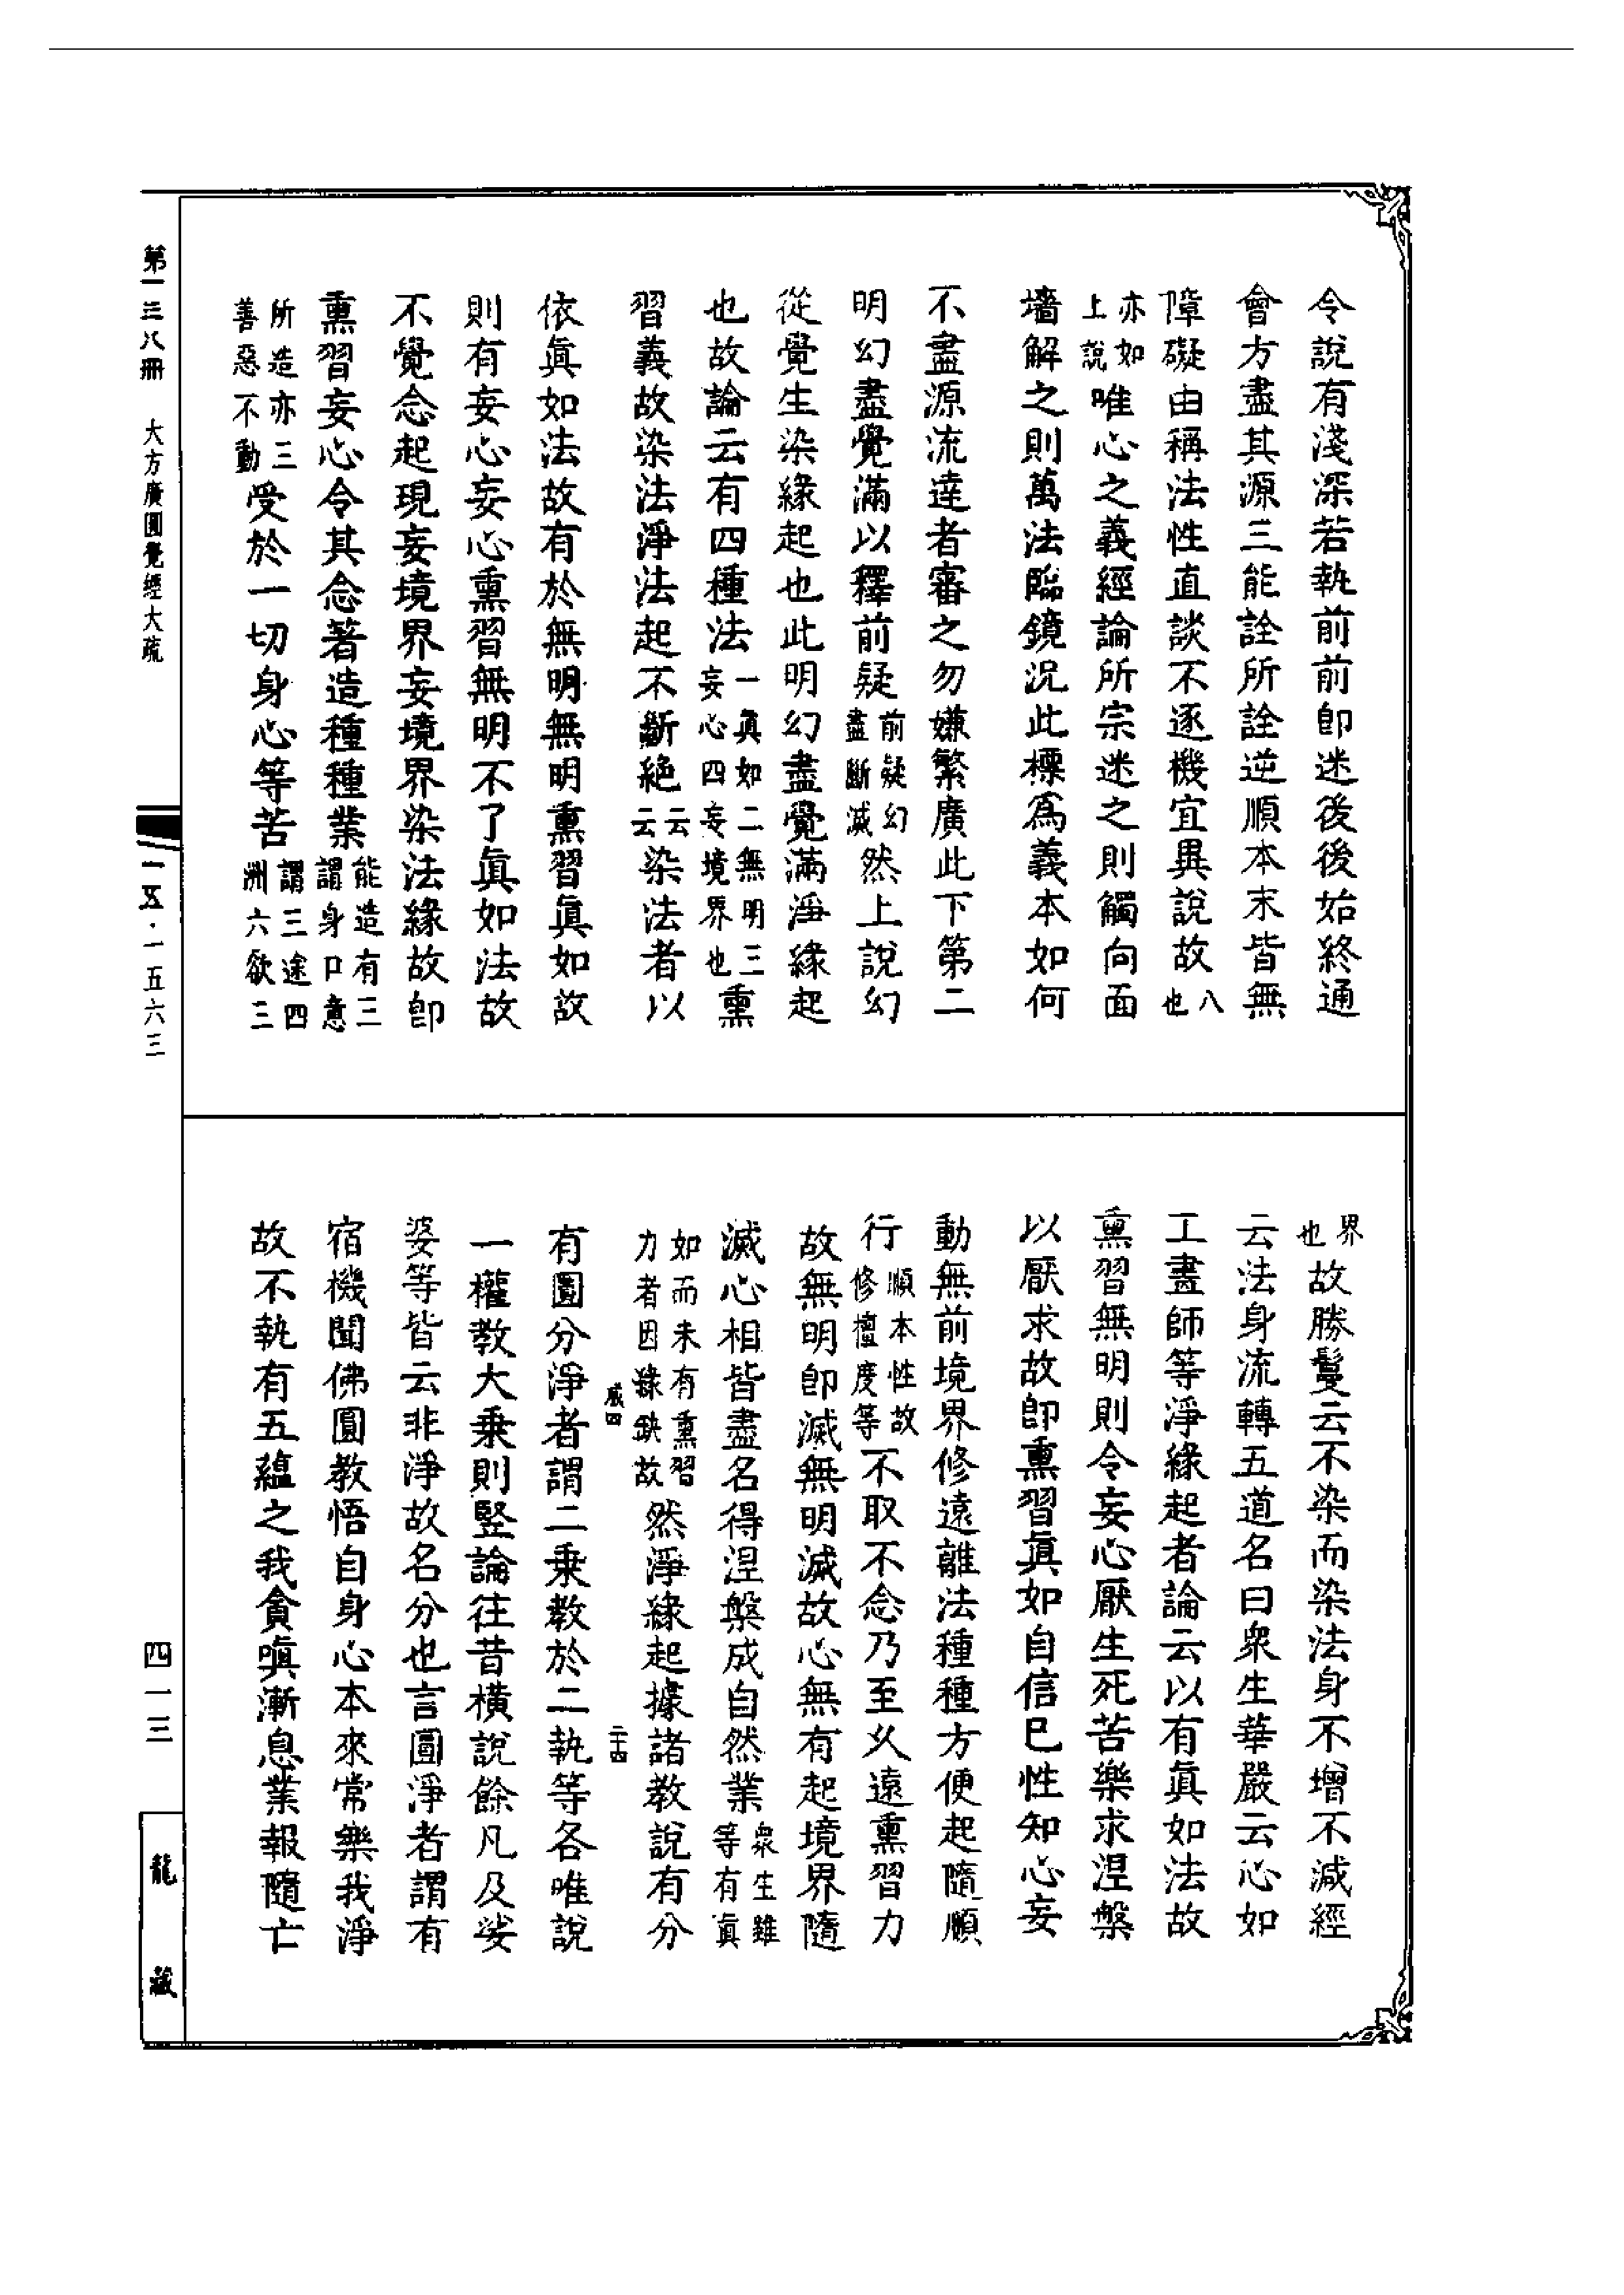 令說有淺深若執前前卽迷後後始終通
會方盡其源三能詮所詮逆順本末皆無
障礙由稱法性直談不逐機宜異說故八也
亦如上說唯心之義經論所宗迷之則觸向面
墻解之則萬法臨鏡況此標為義本如何
不盡源流達者審之勿嫌繁廣此下第二
明幻盡覺滿以釋前疑前疑幻盡斷滅然上說幻
從覺生染緣起也此明幻盡覺滿淨緣起
也故論云有四種法一真如二無明三妄心四妄境界也熏
習義故染法淨法起不斷絕云云染法者以
依真如法故有於無明無明熏習真如故
則有妄心妄心熏習無明不了真如法故
不覺念起現妄境界妄境界染法緣故卽
熏習妄心令其念著造種種業能造有三謂身口意
所造亦三善惡不動受於一切身心等苦謂三途四洲六欲三
界也故勝鬘云不染而染法身不增不減經
云法身流轉五道名曰眾生華嚴云心如
工畫師等淨緣起者論云以有真如法故
熏習無明則令妄心厭生死苦樂求涅槃
以厭求故卽熏習真如自信已性知心妄
動無前境界修遠離法種種方便起隨順
行順本性故修檀度等不取不念乃至久遠熏習力
故無明卽滅無明滅故心無有起境界隨
滅心相皆盡名得涅槃成自然業眾生雖等有真
如而未有熏習力者因緣缺故然淨緣起據諸教說有分
有圓分淨者謂二乘教於二執等各唯說
一權教大乘則竪論往昔橫說餘凡及娑
婆等皆云非淨故名分也言圓淨者謂有
宿機聞佛圓教悟自身心本來常樂我淨
故不執有五蘊之我貪嗔漸息業報隨亡
二十四
第一三八冊 大方廣圓覺經大疏
一五·一五六三
四一三
龍藏